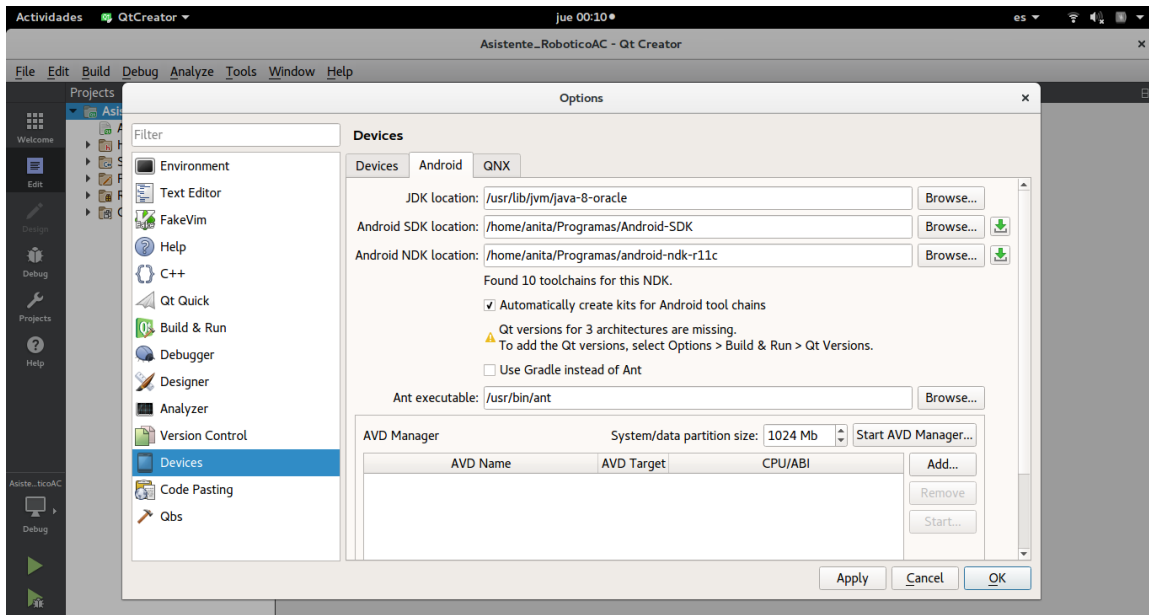 Actividades QtCreator jue 00:10 es
Asistente_RoboticoAC - Qt Creator
File Edit Build Debug Analyze Tools Window Help
Projects
Options
Welcome
Edit
Design
Debug
Projects
Help
Filter
Environment
Text Editor
FakeVim
Help
C++
Qt Quick
Build & Run
Debugger
Designer
Analyzer
Version Control
Devices
Code Pasting
Qbs
Devices
Devices Android QNX
JDK location: /usr/lib/jvm/java-8-oracle Browse...
Android SDK location: /home/anita/Programas/Android-SDK Browse...
Android NDK location: /home/anita/Programas/android-ndk-r11c Browse...
Found 10 toolchains for this NDK.
Automatically create kits for Android tool chains
Qt versions for 3 architectures are missing.
To add the Qt versions, select Options > Build & Run > Qt Versions.
Use Gradle instead of Ant
Ant executable: /usr/bin/ant Browse...
AVD Manager System/data partition size: 1024 Mb Start AVD Manager...
AVD Name AVD Target CPU/ABI Add...
Remove
Start...
Asiste...ticoAC
Debug
Apply Cancel OK